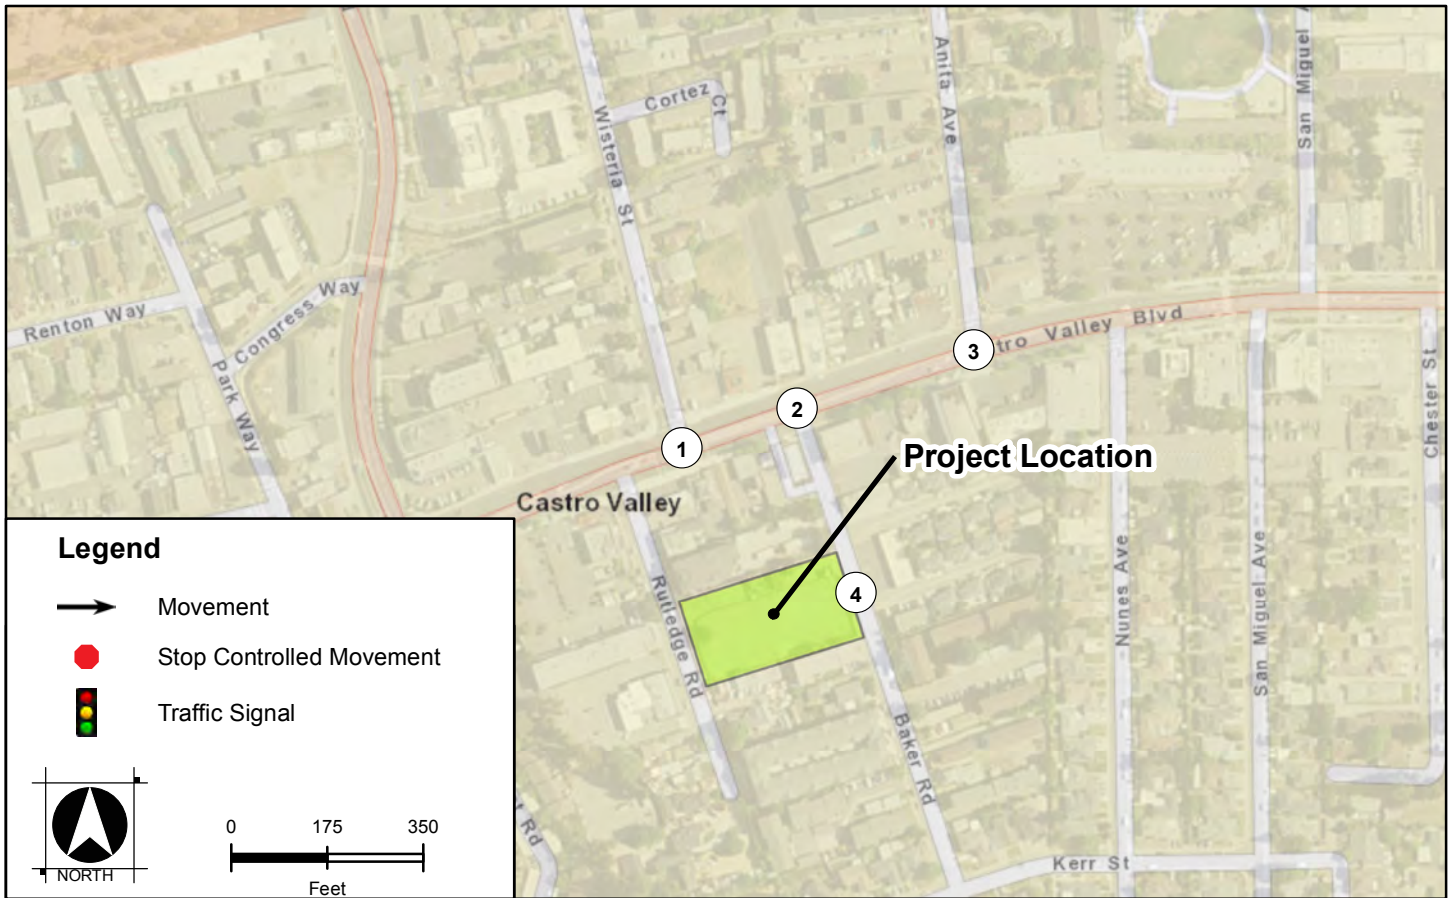 Cortez Ct
Anita Ave
San Miguel
Wisteria St
Renton Way
Congress Way
Park Way
tro Valley Blvd
3
2
1
Chester St
Project Location
Castro Valley
Legend
Movement
Stop Controlled Movement
Traffic Signal
NORTH
0 175 350
Feet
Rutledge Rd
4
Nunes Ave
San Miguel Ave
Baker Rd
Rd
Kerr St